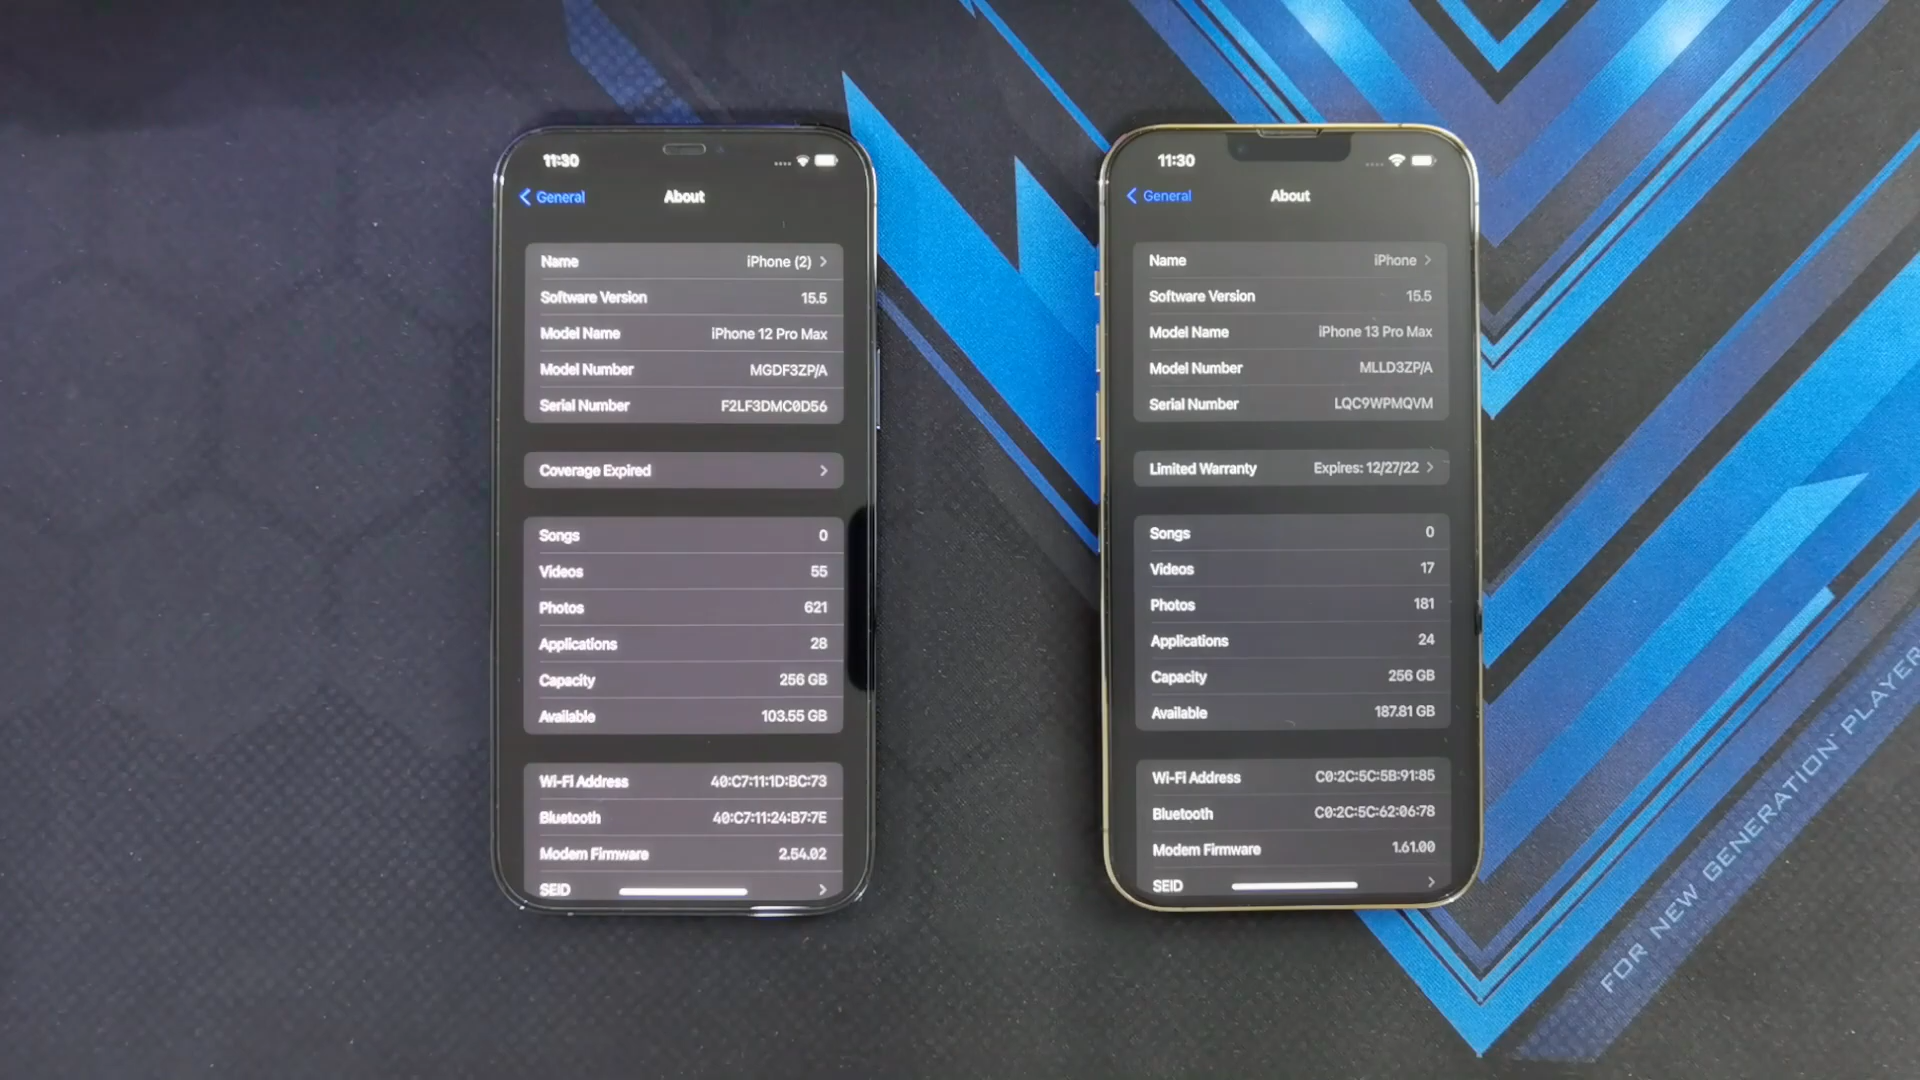 11:30
General
About
Name iPhone (2)
Software Version 15.5
Model Name iPhone 12 Pro Max
Model Number MGDF3ZP/A
Serial Number F2LF3DMC0D56
Coverage Expired
Songs 0
Videos 55
Photos 621
Applications 28
Capacity 256 GB
Available 103.55 GB
Wi-Fi Address 40:C7:11:1D:BC:73
Bluetooth 40:C7:11:24:B7:7E
Modem Firmware 2.54.02
SEID
11:30
General
About
Name iPhone
Software Version 15.5
Model Name iPhone 13 Pro Max
Model Number MLLD3ZP/A
Serial Number LQC9WPMQVM
Limited Warranty Expires: 12/27/22
Songs 0
Videos 17
Photos 181
Applications 24
Capacity 256 GB
Available 187.81 GB
Wi-Fi Address C0:2C:5C:5B:91:85
Bluetooth C0:2C:5C:62:06:78
Modem Firmware 1.61.00
SEID
FOR NEW GENERATION PLAYER